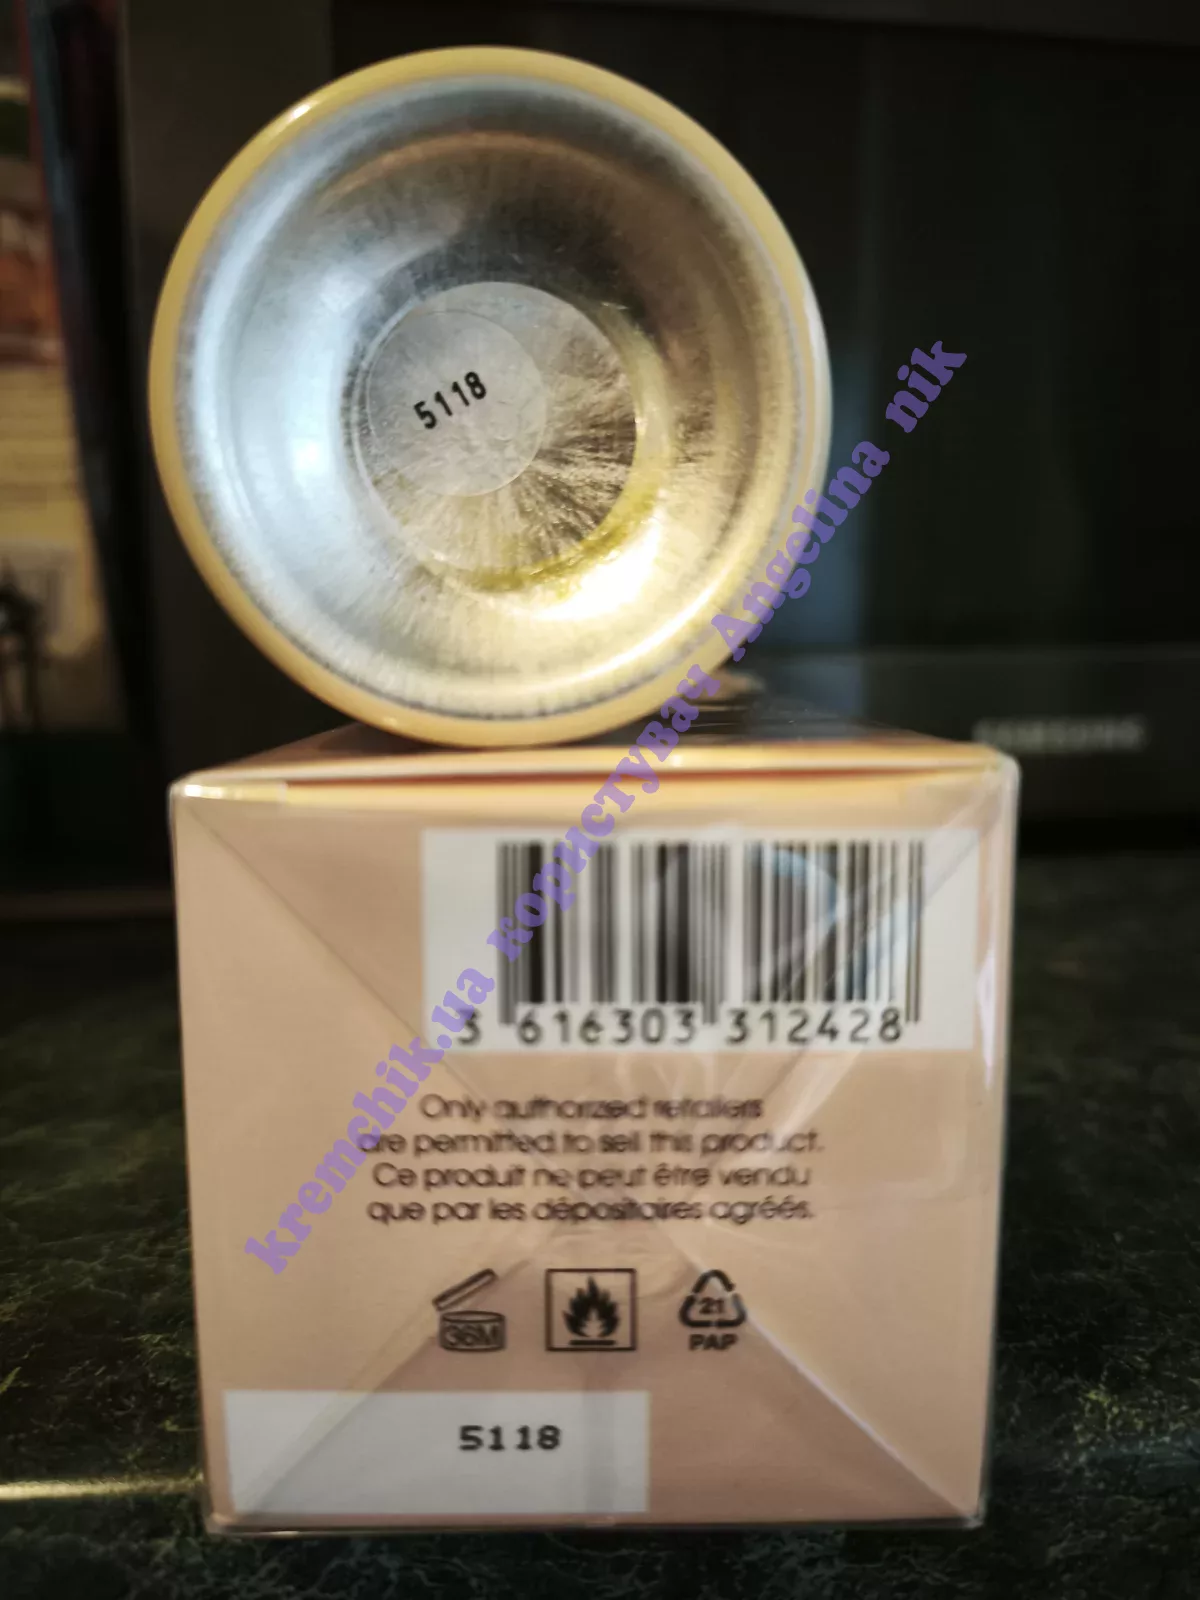 5118
SAMSUNG
kremchik.ua користувач Angelina nik
3 616303 312428
Only authorized retailers
are permitted to sell this product.
Ce produit ne peut être vendu
que par les dépositaires agréés.
36M
21
PAP
5118